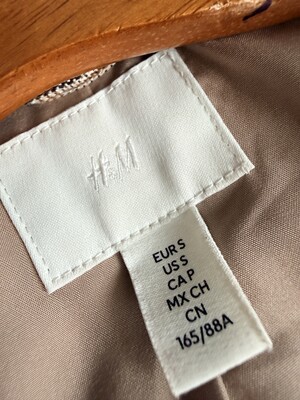 H&M
EUR S
US S
CA P
MX CH
CN
165/88A